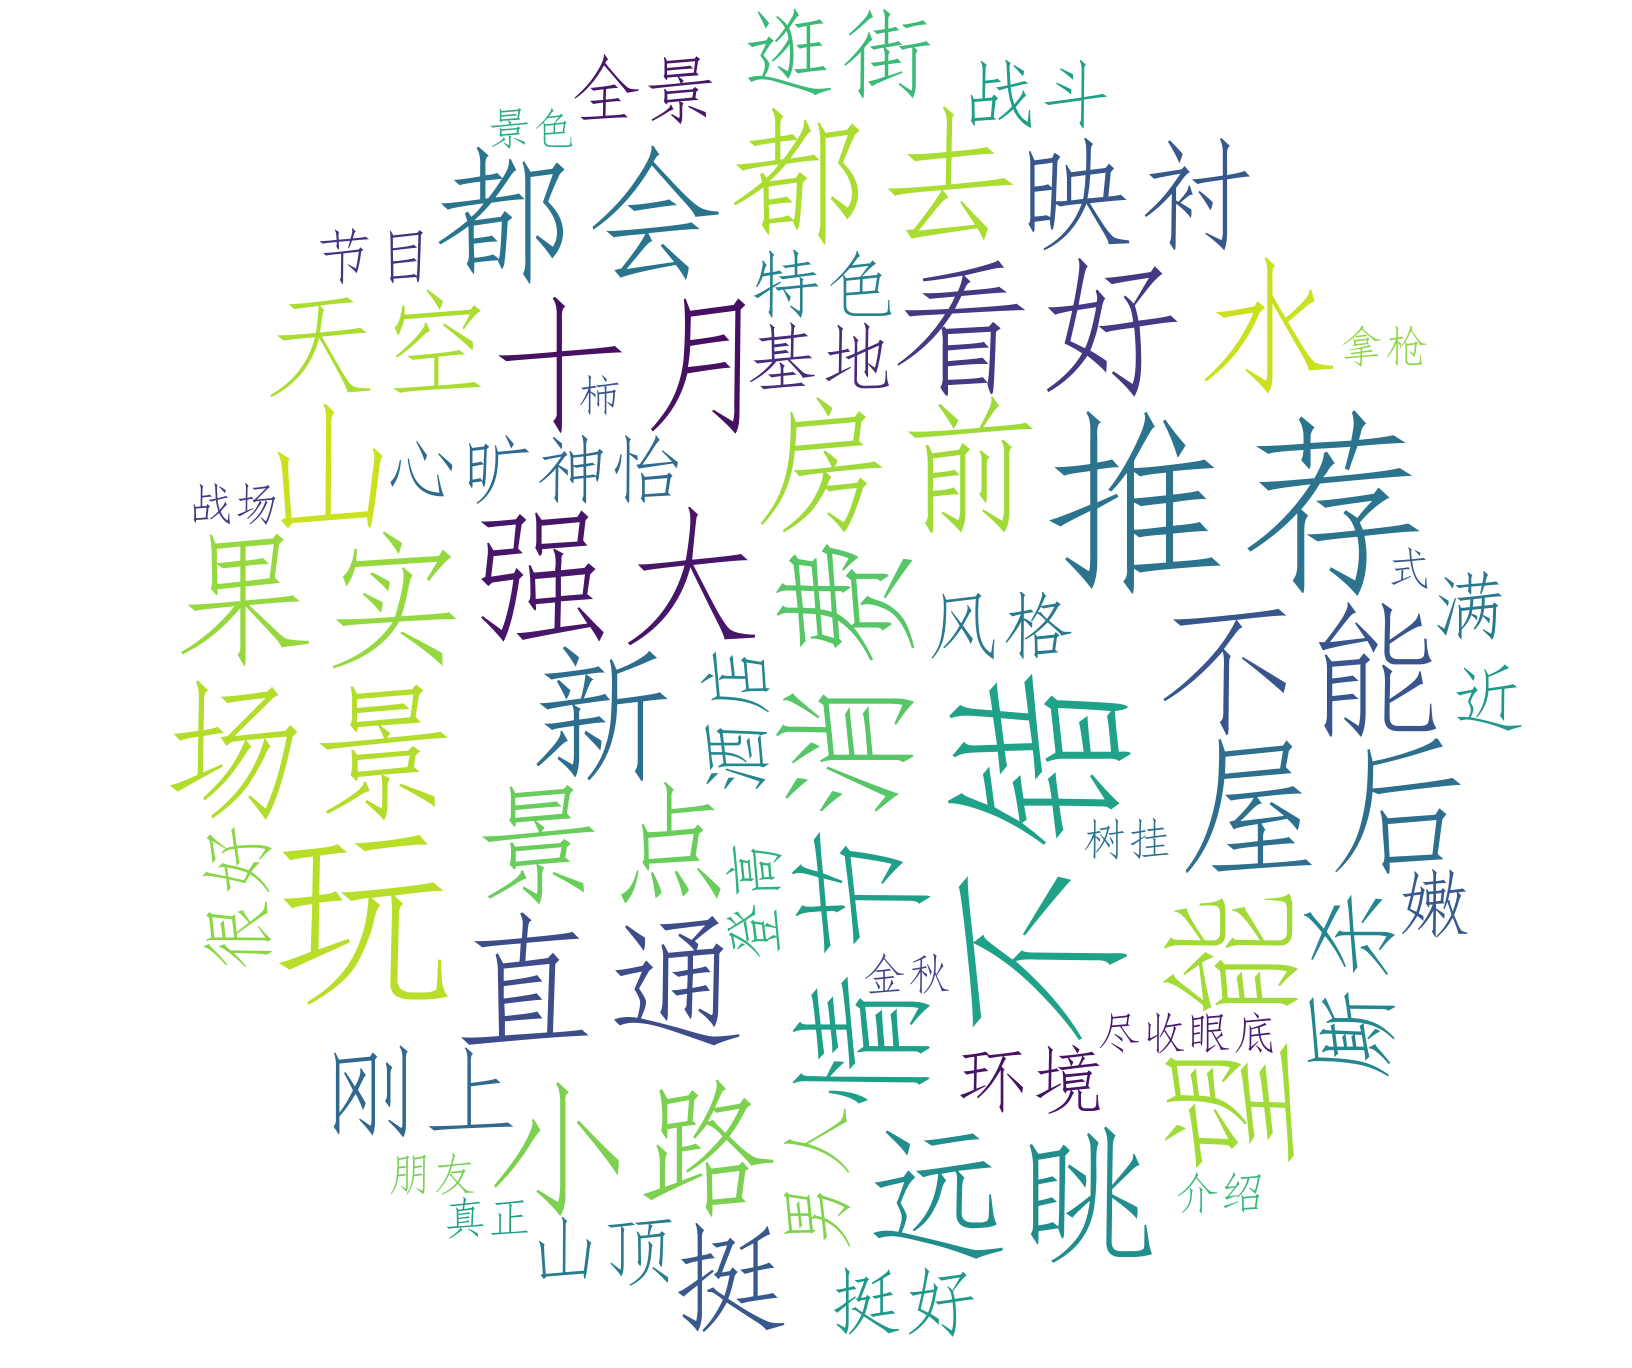 逛街
全景
战斗
景色
都去
都会
映衬
节目
特色
看好
水
天空
十月
基地
拿枪
柿
山
房前
推荐
心旷神怡
战场
强大
果实
消费
风格
式
满
不能
新
酒店
不错
近
场景
屋后
景点
树挂
很好
玩
登高
情节
嫩
厮杀
望能
直通
金秋
尽收眼底
环境
刚上
小路
男人
远眺
朋友
介绍
真正
山顶
挺
挺好